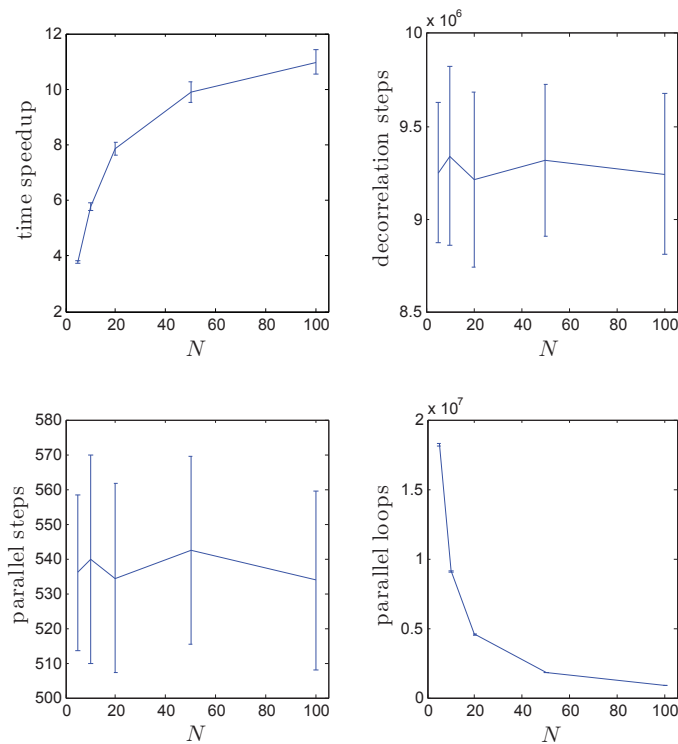 12
10
8
6
4
2
time speedup
0 20 40 60 80 100
N
x 10^6
10
9.5
9
8.5
decorrelation steps
0 20 40 60 80 100
N
580
570
560
550
540
530
520
510
500
parallel steps
0 20 40 60 80 100
N
x 10^7
2
1.5
1
0.5
0
parallel loops
0 20 40 60 80 100
N